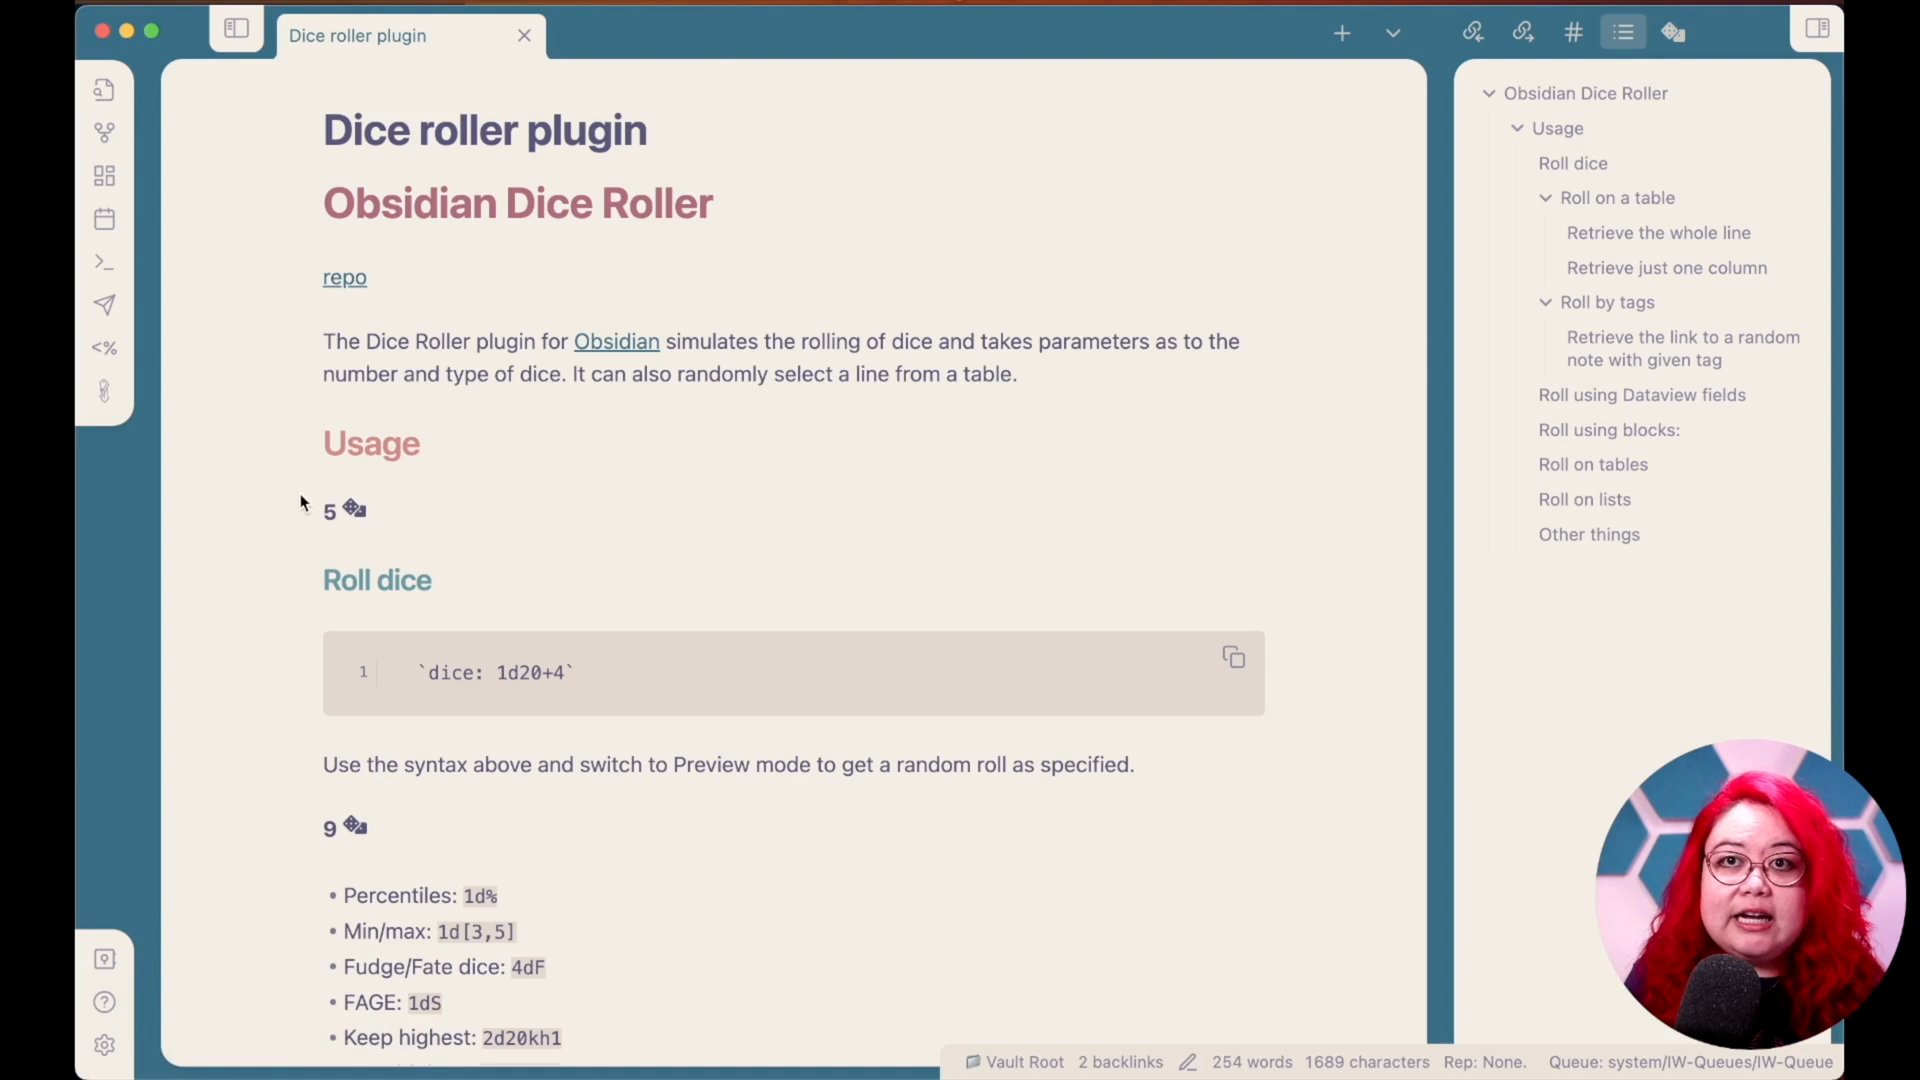 Dice roller plugin
Dice roller plugin
Obsidian Dice Roller
repo
The Dice Roller plugin for Obsidian simulates the rolling of dice and takes parameters as to the
number and type of dice. It can also randomly select a line from a table.
Usage
5
Roll dice
1 `dice: 1d20+4`
Use the syntax above and switch to Preview mode to get a random roll as specified.
9
• Percentiles: 1d%
• Min/max: 1d[3,5]
• Fudge/Fate dice: 4dF
• FAGE: 1dS
• Keep highest: 2d20kh1
Obsidian Dice Roller
Usage
Roll dice
Roll on a table
Retrieve the whole line
Retrieve just one column
Roll by tags
Retrieve the link to a random
note with given tag
Roll using Dataview fields
Roll using blocks:
Roll on tables
Roll on lists
Other things
Vault Root 2 backlinks 254 words 1689 characters Rep: None. Queue: system/IW-Queues/IW-Queue